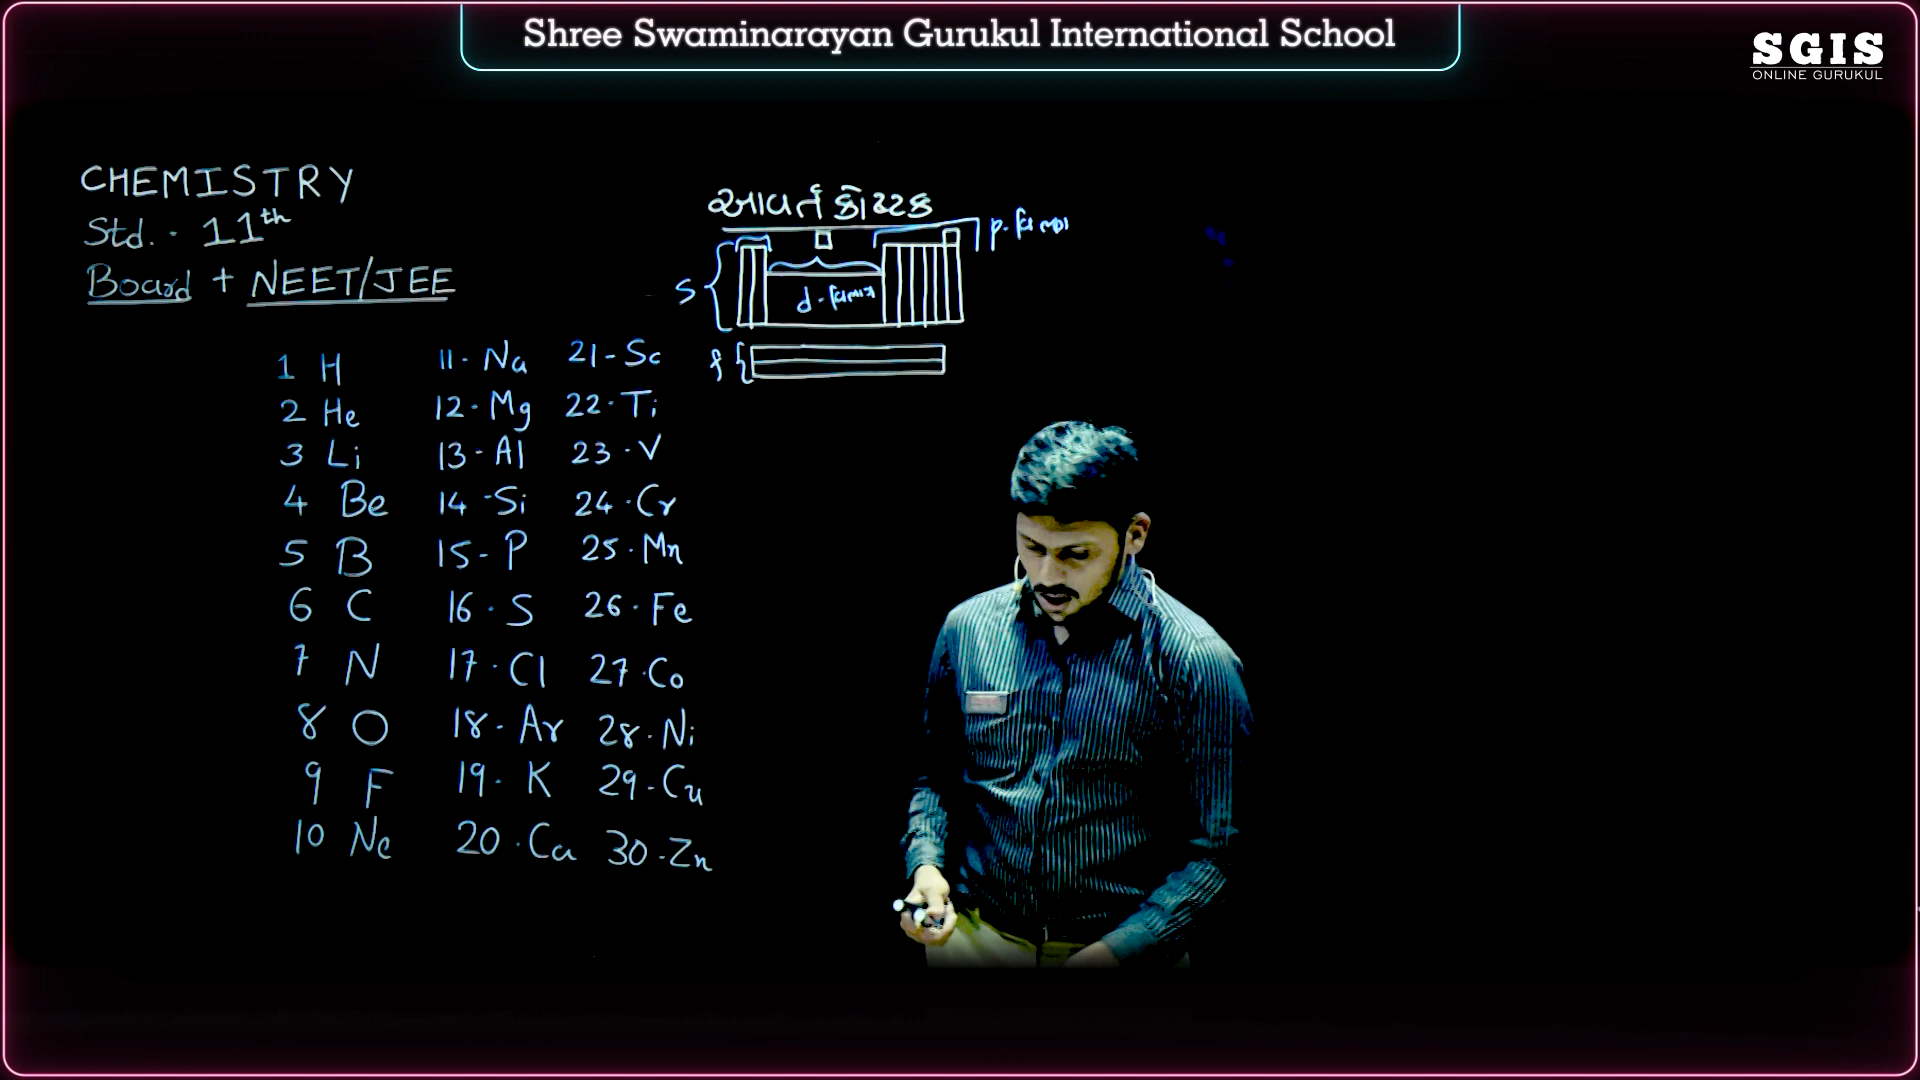 Shree Swaminarayan Gurukul International School
SGIS
ONLINE GURUKUL
CHEMISTRY
Std. - 11th
Board + NEET/JEE
આવર્ત કોષ્ટક
p-વિભાગ
S
d-વિભાગ
f
1 H
2 He
3 Li
4 Be
5 B
6 C
7 N
8 O
9 F
10 Ne
11- Na
12- Mg
13- Al
14- Si
15- P
16- S
17- Cl
18- Ar
19- K
20- Ca
21- Sc
22- Ti
23- V
24- Cr
25- Mn
26- Fe
27- Co
28- Ni
29- Cu
30- Zn